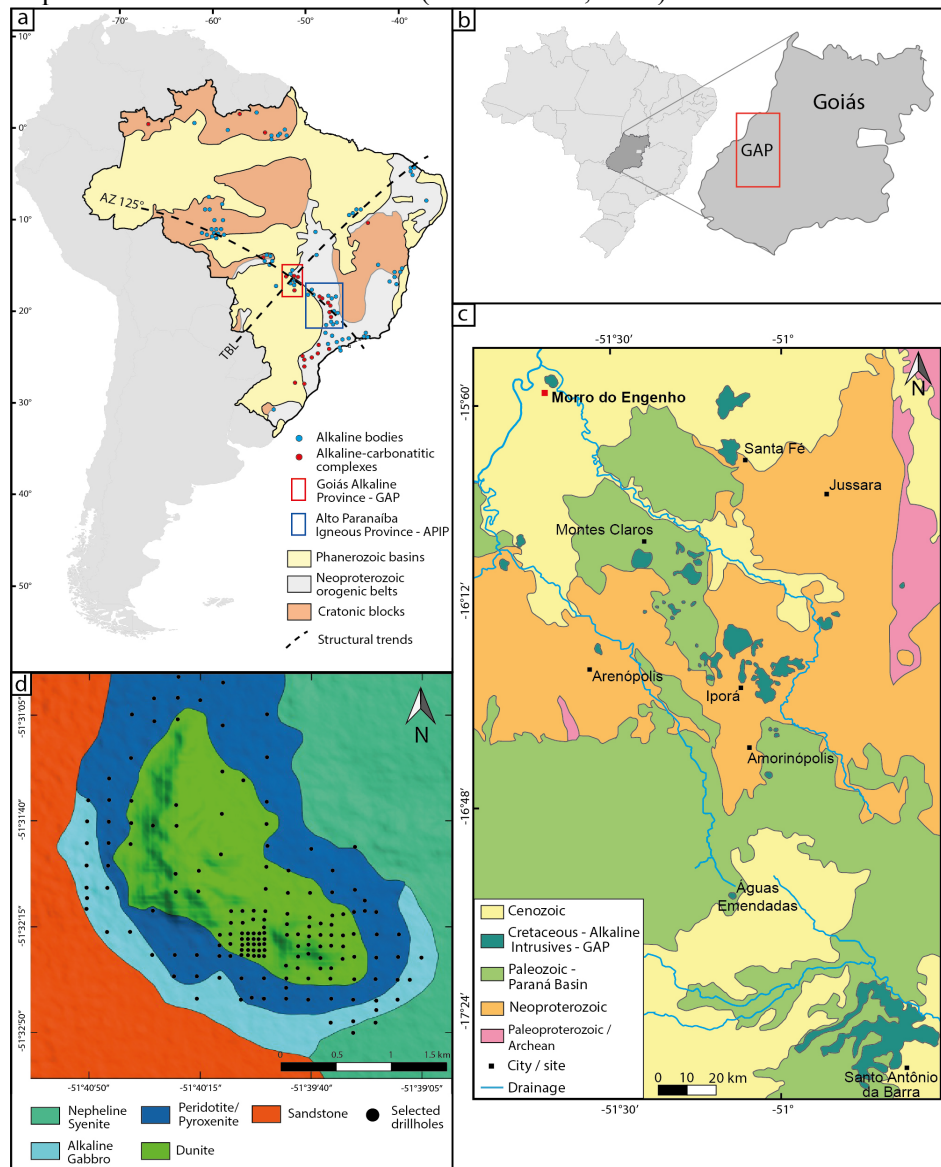 a
-70°
-60°
-50°
-40°
10°
0°
10°
20°
30°
40°
50°
AZ 125°
TBL
Alkaline bodies
Alkaline-carbonatitic
complexes
Goiás Alkaline
Province - GAP
Alto Paranaíba
Igneous Province - APIP
Phanerozoic basins
Neoproterozoic
orogenic belts
Cratonic blocks
Structural trends
b
Goiás
GAP
c
-51°30'
-51°
N
-15°60'
-16°12'
-16°48'
-17°24'
Morro do Engenho
Santa Fé
Jussara
Montes Claros
Arenópolis
Iporá
Amorinópolis
Águas
Emendadas
Santo Antônio
da Barra
Cenozoic
Cretaceous - Alkaline
Intrusives - GAP
Paleozoic -
Paraná Basin
Neoproterozoic
Paleoproterozoic /
Archean
City / site
Drainage
0 10 20 km
-51°30'
-51°
d
N
-51°31'05"
-51°31'40"
-51°32'15"
-51°32'50"
0 0.5 1 1.5 km
-51°40'50"
-51°40'15"
-51°39'40"
-51°39'05"
Nepheline
Syenite
Peridotite/
Pyroxenite
Sandstone
Selected
drillholes
Alkaline
Gabbro
Dunite